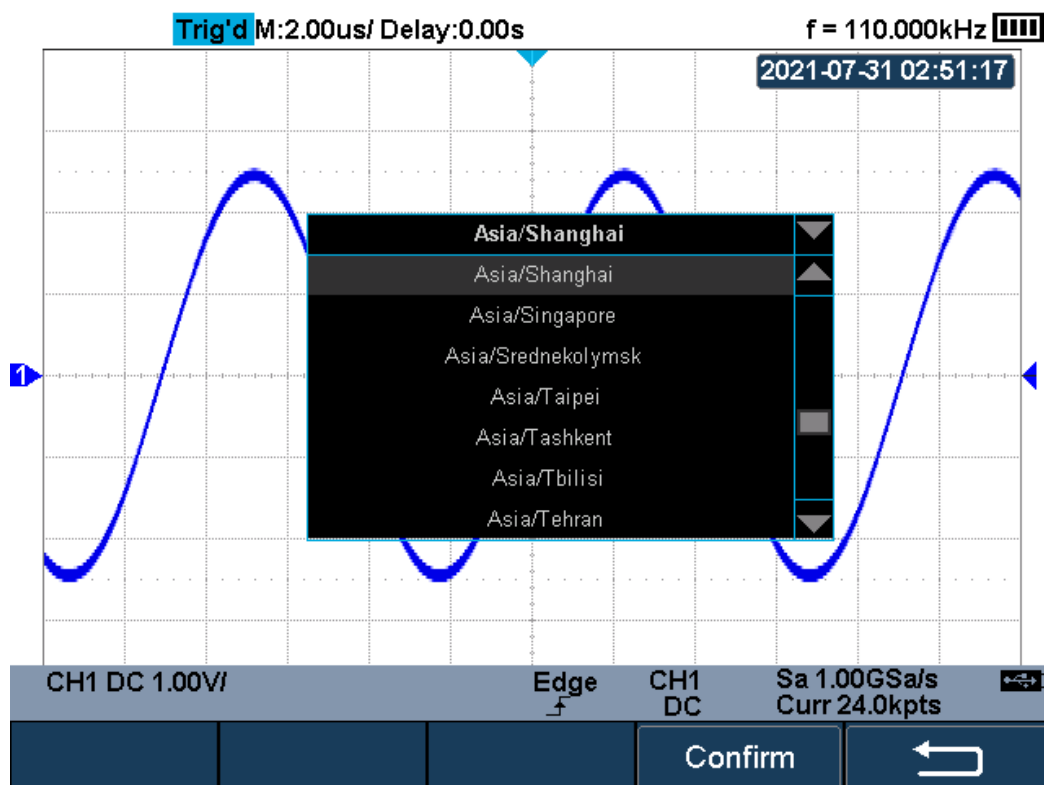 Trig'd M:2.00us/ Delay:0.00s f = 110.000kHz
2021-07-31 02:51:17
Asia/Shanghai
Asia/Shanghai
Asia/Singapore
Asia/Srednekolymsk
1
Asia/Taipei
Asia/Tashkent
Asia/Tbilisi
Asia/Tehran
CH1 DC 1.00V/ Edge CH1 Sa 1.00GSa/s
DC Curr 24.0kpts
Confirm